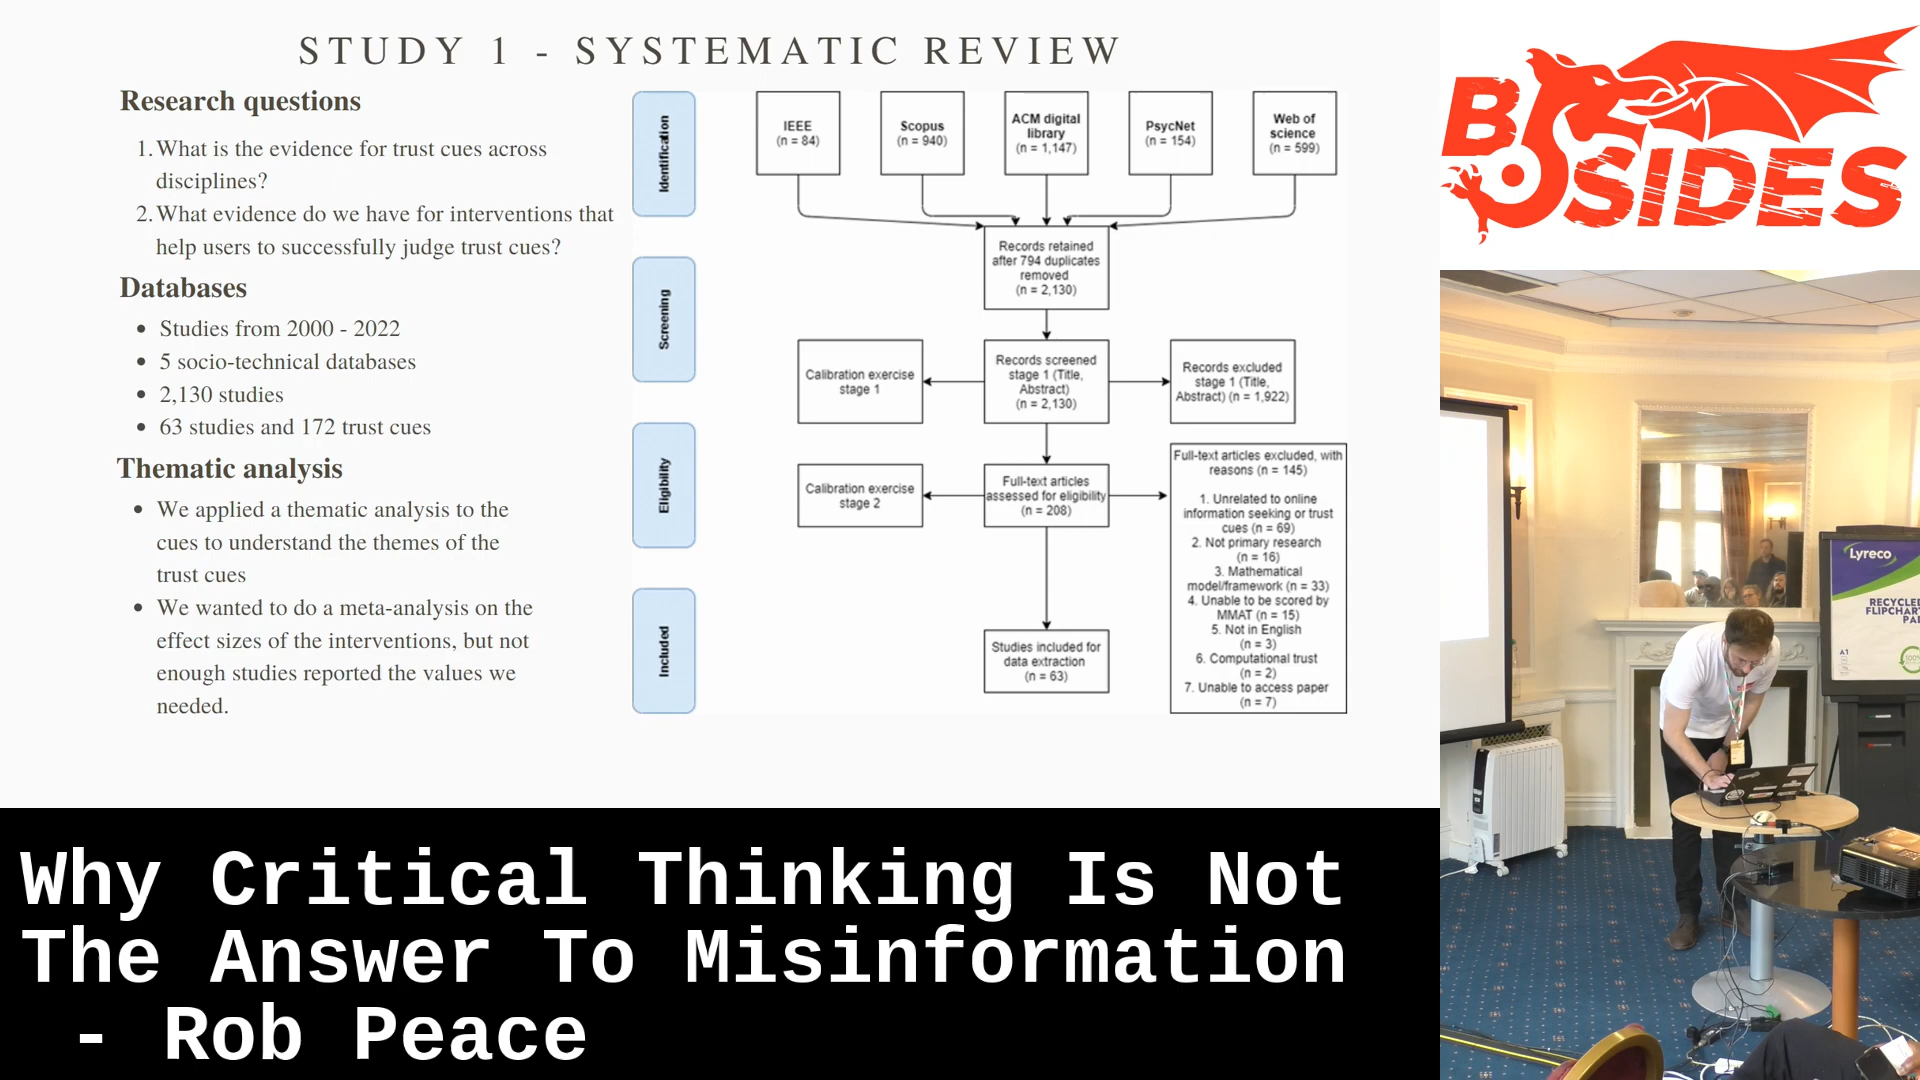 STUDY 1 - SYSTEMATIC REVIEW
Research questions
1. What is the evidence for trust cues across
disciplines?
2. What evidence do we have for interventions that
help users to successfully judge trust cues?
Databases
• Studies from 2000 - 2022
• 5 socio-technical databases
• 2,130 studies
• 63 studies and 172 trust cues
Thematic analysis
• We applied a thematic analysis to the
cues to understand the themes of the
trust cues
• We wanted to do a meta-analysis on the
effect sizes of the interventions, but not
enough studies reported the values we
needed.
Identification
Screening
Eligibility
Included
IEEE
(n = 84)
Scopus
(n = 940)
ACM digital
library
(n = 1,147)
PsycNet
(n = 154)
Web of
science
(n = 599)
Records retained
after 794 duplicates
removed
(n = 2,130)
Calibration exercise
stage 1
Records screened
stage 1 (Title,
Abstract)
(n = 2,130)
Records excluded
stage 1 (Title,
Abstract) (n = 1,922)
Calibration exercise
stage 2
Full-text articles
assessed for eligibility
(n = 208)
Full-text articles excluded, with
reasons (n = 145)
1. Unrelated to online
information seeking or trust
cues (n = 69)
2. Not primary research
(n = 16)
3. Mathematical
model/framework (n = 33)
4. Unable to be scored by
MMAT (n = 15)
5. Not in English
(n = 3)
6. Computational trust
(n = 2)
7. Unable to access paper
(n = 7)
Studies included for
data extraction
(n = 63)
BSIDES
Lyreco
RECYCLED
FLIPCHART
PAD
A1
100%
Why Critical Thinking Is Not
The Answer To Misinformation
- Rob Peace